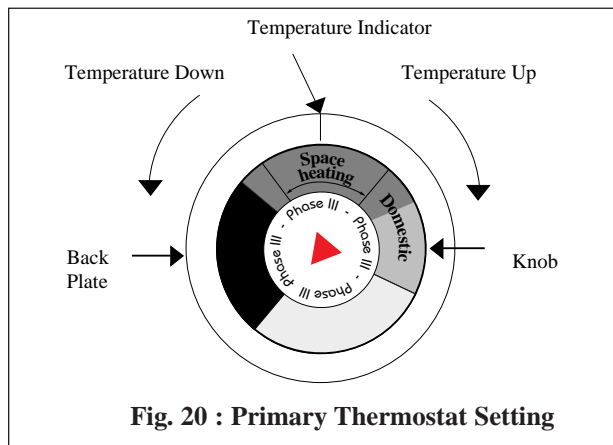 Temperature Indicator
Temperature Down
Temperature Up
Space
heating
Domestic
Phase III - Phase III - Phase III - Phase III -
Back
Plate
Knob
Fig. 20 : Primary Thermostat Setting